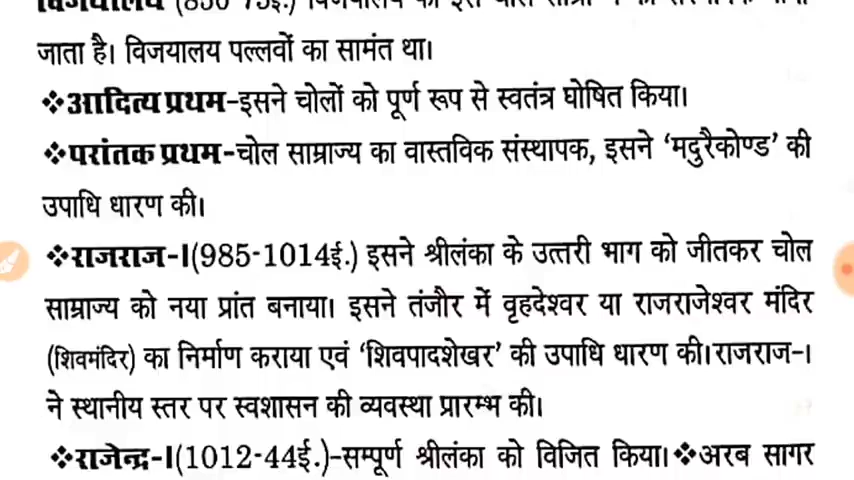 जाता है। विजयालय पल्लवों का सामंत था।
❖आदित्य प्रथम-इसने चोलों को पूर्ण रूप से स्वतंत्र घोषित किया।
❖परांतक प्रथम-चोल साम्राज्य का वास्तविक संस्थापक, इसने ‘मदुरैकोण्ड’ की
उपाधि धारण की।
❖राजराज-I(985-1014ई.) इसने श्रीलंका के उत्तरी भाग को जीतकर चोल
साम्राज्य को नया प्रांत बनाया। इसने तंजौर में वृहदेश्वर या राजराजेश्वर मंदिर
(शिवमंदिर) का निर्माण कराया एवं ‘शिवपादशेखर’ की उपाधि धारण की।राजराज-I
ने स्थानीय स्तर पर स्वशासन की व्यवस्था प्रारम्भ की।
❖राजेन्द्र-I(1012-44ई.)-सम्पूर्ण श्रीलंका को विजित किया।❖अरब सागर